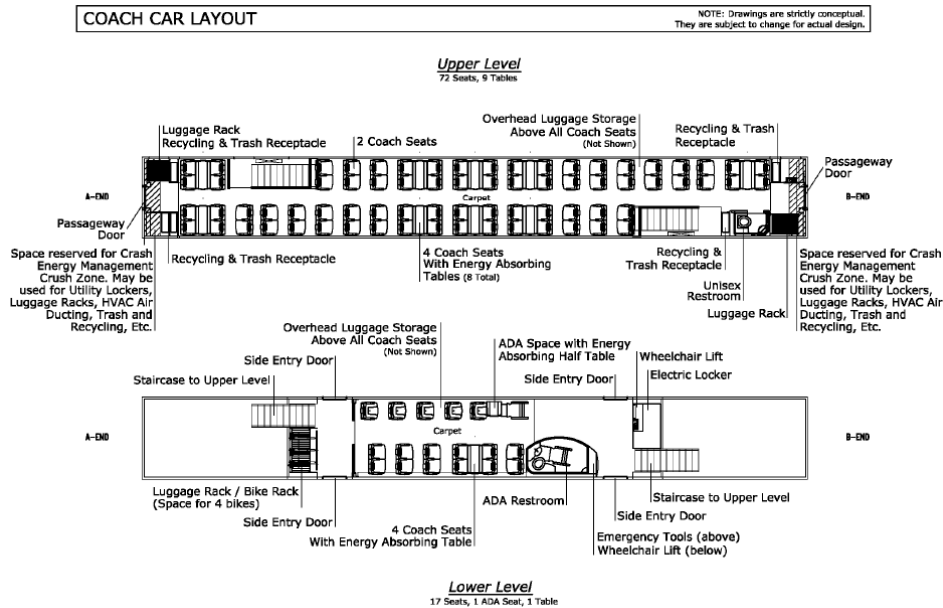 COACH CAR LAYOUT
NOTE: Drawings are strictly conceptual.
They are subject to change for actual design.
Upper Level
72 Seats, 9 Tables
Luggage Rack
Recycling & Trash Receptacle
2 Coach Seats
Overhead Luggage Storage
Above All Coach Seats
(Not Shown)
Recycling & Trash
Receptacle
Passageway
Door
A-END
B-END
Carpet
Passageway
Door
Space reserved for Crash
Energy Management
Crush Zone. May be
used for Utility Lockers,
Luggage Racks, HVAC Air
Ducting, Trash and
Recycling, Etc.
Recycling & Trash Receptacle
4 Coach Seats
With Energy Absorbing
Tables (8 Total)
Recycling &
Trash Receptacle
Unisex
Restroom
Luggage Rack
Space reserved for Crash
Energy Management
Crush Zone. May be
used for Utility Lockers,
Luggage Racks, HVAC Air
Ducting, Trash and
Recycling, Etc.
Overhead Luggage Storage
Above All Coach Seats
(Not Shown)
Side Entry Door
Staircase to Upper Level
ADA Space with Energy
Absorbing Half Table
Side Entry Door
Wheelchair Lift
Electric Locker
A-END
Carpet
B-END
Luggage Rack / Bike Rack
(Space for 4 bikes)
Side Entry Door
4 Coach Seats
With Energy Absorbing Table
ADA Restroom
Staircase to Upper Level
Side Entry Door
Emergency Tools (above)
Wheelchair Lift (below)
Lower Level
17 Seats, 1 ADA Seat, 1 Table